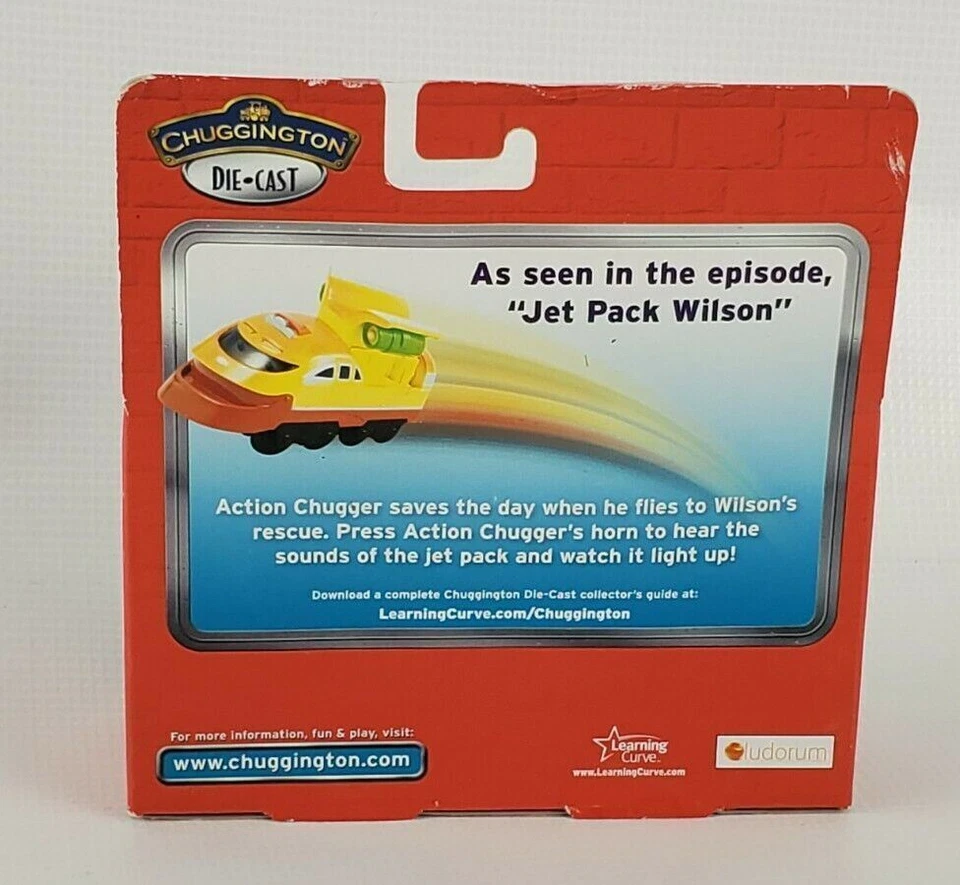 CHUGGINGTON
DIE-CAST
As seen in the episode,
"Jet Pack Wilson"
Action Chugger saves the day when he flies to Wilson's
rescue. Press Action Chugger's horn to hear the
sounds of the jet pack and watch it light up!
Download a complete Chuggington Die-Cast collector's guide at:
LearningCurve.com/Chuggington
For more information, fun & play, visit:
www.chuggington.com
Learning
Curve™
www.LearningCurve.com
ludorum